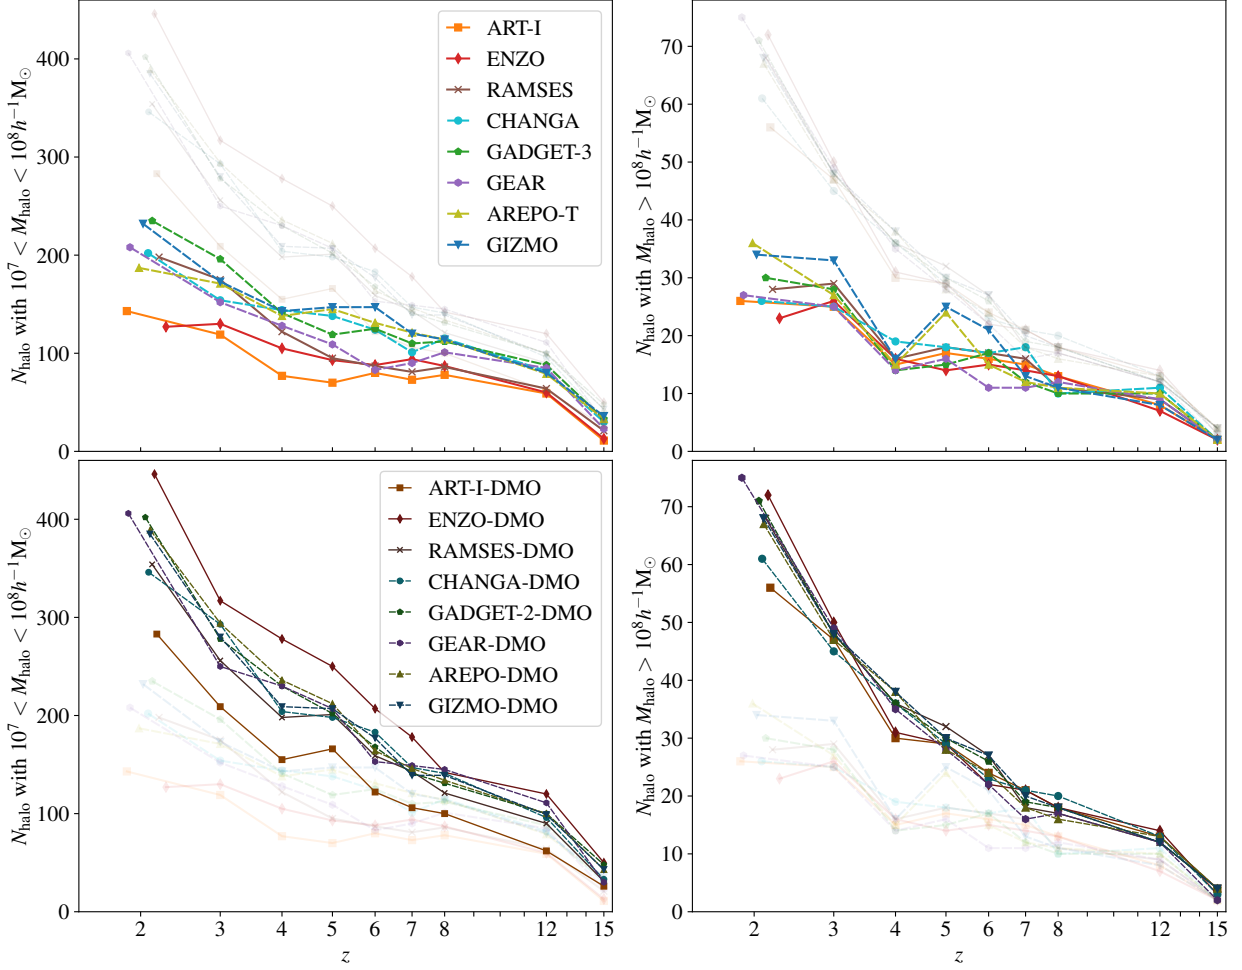 N_halo with 10^7 < M_halo < 10^8 h^−1 M_⊙
400
300
200
100
0
ART-I
ENZO
RAMSES
CHANGA
GADGET-3
GEAR
AREPO-T
GIZMO
N_halo with M_halo > 10^8 h^−1 M_⊙
70
60
50
40
30
20
10
0
N_halo with 10^7 < M_halo < 10^8 h^−1 M_⊙
400
300
200
100
0
ART-I-DMO
ENZO-DMO
RAMSES-DMO
CHANGA-DMO
GADGET-2-DMO
GEAR-DMO
AREPO-DMO
GIZMO-DMO
2 3 4 5 6 7 8 12 15
z
N_halo with M_halo > 10^8 h^−1 M_⊙
70
60
50
40
30
20
10
0
2 3 4 5 6 7 8 12 15
z